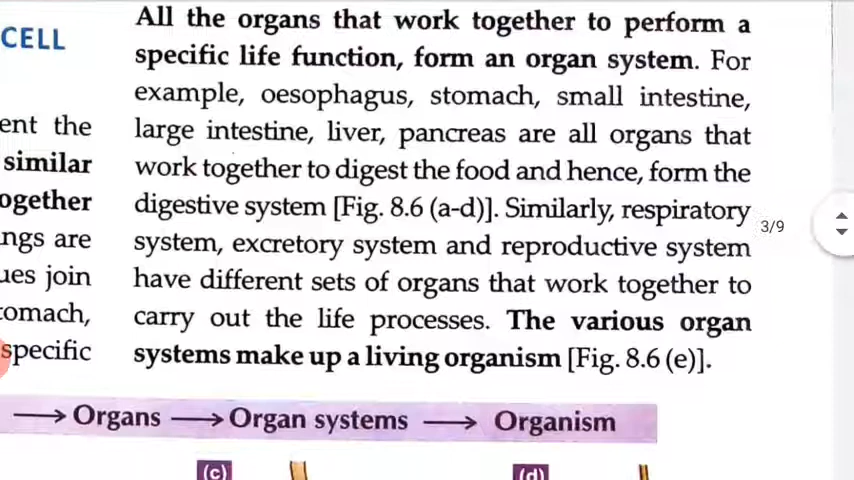 CELL
ent the
similar
ogether
ngs are
ues join
tomach,
specific
All the organs that work together to perform a
specific life function, form an organ system. For
example, oesophagus, stomach, small intestine,
large intestine, liver, pancreas are all organs that
work together to digest the food and hence, form the
digestive system [Fig. 8.6 (a-d)]. Similarly, respiratory
system, excretory system and reproductive system
have different sets of organs that work together to
carry out the life processes. The various organ
systems make up a living organism [Fig. 8.6 (e)].
3/9
→ Organs → Organ systems → Organism
(c) (d)